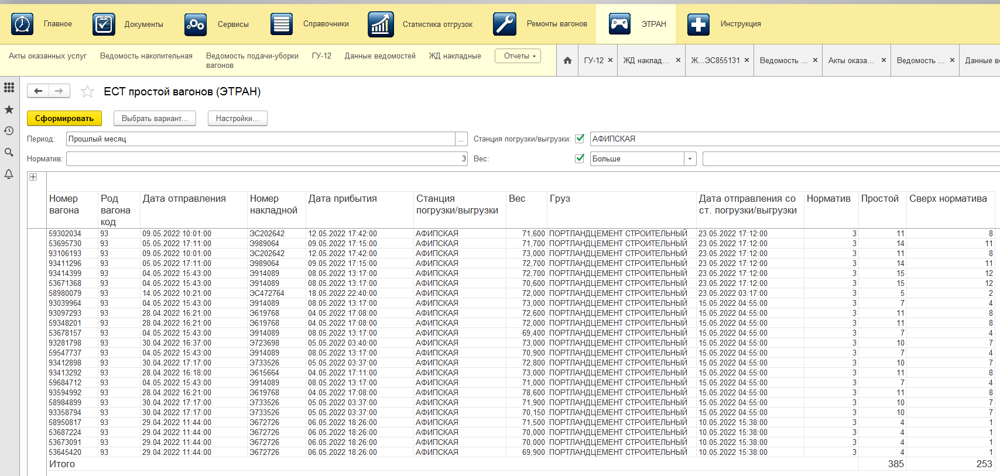 Главное
Документы
Сервисы
Справочники
Статистика отгрузок
Ремонты вагонов
ЭТРАН
Инструкция
Акты оказанных услуг
Ведомость накопительная
Ведомость подачи-уборки
вагонов
ГУ-12
Данные ведомостей
ЖД накладные
Отчеты
ГУ-12 ×
ЖД наклад... ×
Ж...ЭС855131 ×
Ведомость ... ×
Акты оказа... ×
Ведомость ... ×
Данные в
ЕСТ простой вагонов (ЭТРАН)
Сформировать
Выбрать вариант...
Настройки...
Период: Прошлый месяц ...
Станция погрузки/выгрузки: АФИПСКАЯ
Норматив: 3
Вес: Больше
Номер вагона Род вагона код Дата отправления Номер накладной Дата прибытия Станция погрузки/выгрузки Вес Груз Дата отправления со ст. погрузки/выгрузки Норматив Простой Сверх норматива
59302034 93 09.05.2022 10:01:00 ЭС202642 12.05.2022 17:42:00 АФИПСКАЯ 71,600 ПОРТЛАНДЦЕМЕНТ СТРОИТЕЛЬНЫЙ 23.05.2022 17:12:00 3 11 8
53695730 93 05.05.2022 17:11:00 Э989064 09.05.2022 17:15:00 АФИПСКАЯ 71,700 ПОРТЛАНДЦЕМЕНТ СТРОИТЕЛЬНЫЙ 23.05.2022 17:12:00 3 14 11
93106193 93 09.05.2022 10:01:00 ЭС202642 12.05.2022 17:42:00 АФИПСКАЯ 73,000 ПОРТЛАНДЦЕМЕНТ СТРОИТЕЛЬНЫЙ 23.05.2022 17:12:00 3 11 8
93411296 93 05.05.2022 17:11:00 Э989064 09.05.2022 17:15:00 АФИПСКАЯ 72,700 ПОРТЛАНДЦЕМЕНТ СТРОИТЕЛЬНЫЙ 23.05.2022 17:12:00 3 14 11
93414399 93 04.05.2022 15:43:00 Э914089 08.05.2022 13:17:00 АФИПСКАЯ 72,700 ПОРТЛАНДЦЕМЕНТ СТРОИТЕЛЬНЫЙ 23.05.2022 17:12:00 3 15 12
53671368 93 04.05.2022 15:43:00 Э914089 08.05.2022 13:17:00 АФИПСКАЯ 70,600 ПОРТЛАНДЦЕМЕНТ СТРОИТЕЛЬНЫЙ 23.05.2022 17:12:00 3 15 12
58980079 93 14.05.2022 10:21:00 ЭС472764 18.05.2022 22:40:00 АФИПСКАЯ 72,000 ПОРТЛАНДЦЕМЕНТ СТРОИТЕЛЬНЫЙ 23.05.2022 03:17:00 3 5 2
93039964 93 04.05.2022 15:43:00 Э914089 08.05.2022 13:17:00 АФИПСКАЯ 73,000 ПОРТЛАНДЦЕМЕНТ СТРОИТЕЛЬНЫЙ 15.05.2022 04:55:00 3 7 4
93097293 93 28.04.2022 16:21:00 Э619768 04.05.2022 17:08:00 АФИПСКАЯ 72,600 ПОРТЛАНДЦЕМЕНТ СТРОИТЕЛЬНЫЙ 15.05.2022 04:55:00 3 11 8
59348201 93 28.04.2022 16:21:00 Э619768 04.05.2022 17:08:00 АФИПСКАЯ 72,000 ПОРТЛАНДЦЕМЕНТ СТРОИТЕЛЬНЫЙ 15.05.2022 04:55:00 3 11 8
53678157 93 04.05.2022 15:43:00 Э914089 08.05.2022 13:17:00 АФИПСКАЯ 69,400 ПОРТЛАНДЦЕМЕНТ СТРОИТЕЛЬНЫЙ 15.05.2022 04:55:00 3 7 4
93281798 93 30.04.2022 16:37:00 Э723698 05.05.2022 03:40:00 АФИПСКАЯ 73,000 ПОРТЛАНДЦЕМЕНТ СТРОИТЕЛЬНЫЙ 15.05.2022 04:55:00 3 10 7
59547737 93 04.05.2022 15:43:00 Э914089 08.05.2022 13:17:00 АФИПСКАЯ 70,900 ПОРТЛАНДЦЕМЕНТ СТРОИТЕЛЬНЫЙ 15.05.2022 04:55:00 3 7 4
93412898 93 30.04.2022 17:17:00 Э733526 05.05.2022 03:37:00 АФИПСКАЯ 72,800 ПОРТЛАНДЦЕМЕНТ СТРОИТЕЛЬНЫЙ 15.05.2022 04:55:00 3 10 7
93413292 93 28.04.2022 16:18:00 Э615664 04.05.2022 17:11:00 АФИПСКАЯ 73,000 ПОРТЛАНДЦЕМЕНТ СТРОИТЕЛЬНЫЙ 15.05.2022 04:55:00 3 11 8
59684712 93 04.05.2022 15:43:00 Э914089 08.05.2022 13:17:00 АФИПСКАЯ 71,000 ПОРТЛАНДЦЕМЕНТ СТРОИТЕЛЬНЫЙ 15.05.2022 04:55:00 3 7 4
93594992 93 28.04.2022 16:21:00 Э619768 04.05.2022 17:08:00 АФИПСКАЯ 78,600 ПОРТЛАНДЦЕМЕНТ СТРОИТЕЛЬНЫЙ 15.05.2022 04:55:00 3 11 8
58984899 93 30.04.2022 17:17:00 Э733526 05.05.2022 03:37:00 АФИПСКАЯ 71,900 ПОРТЛАНДЦЕМЕНТ СТРОИТЕЛЬНЫЙ 15.05.2022 04:55:00 3 10 7
93358794 93 30.04.2022 17:17:00 Э733526 05.05.2022 03:37:00 АФИПСКАЯ 70,150 ПОРТЛАНДЦЕМЕНТ СТРОИТЕЛЬНЫЙ 15.05.2022 04:55:00 3 10 7
58950817 93 29.04.2022 11:44:00 Э672726 06.05.2022 18:26:00 АФИПСКАЯ 71,500 ПОРТЛАНДЦЕМЕНТ СТРОИТЕЛЬНЫЙ 10.05.2022 15:38:00 3 4 1
53687224 93 29.04.2022 11:44:00 Э672726 06.05.2022 18:26:00 АФИПСКАЯ 70,000 ПОРТЛАНДЦЕМЕНТ СТРОИТЕЛЬНЫЙ 10.05.2022 15:38:00 3 4 1
53673091 93 29.04.2022 11:44:00 Э672726 06.05.2022 18:26:00 АФИПСКАЯ 70,000 ПОРТЛАНДЦЕМЕНТ СТРОИТЕЛЬНЫЙ 10.05.2022 15:38:00 3 4 1
53645420 93 29.04.2022 11:44:00 Э672726 06.05.2022 18:26:00 АФИПСКАЯ 69,900 ПОРТЛАНДЦЕМЕНТ СТРОИТЕЛЬНЫЙ 10.05.2022 15:38:00 3 4 1
Итого 385 253